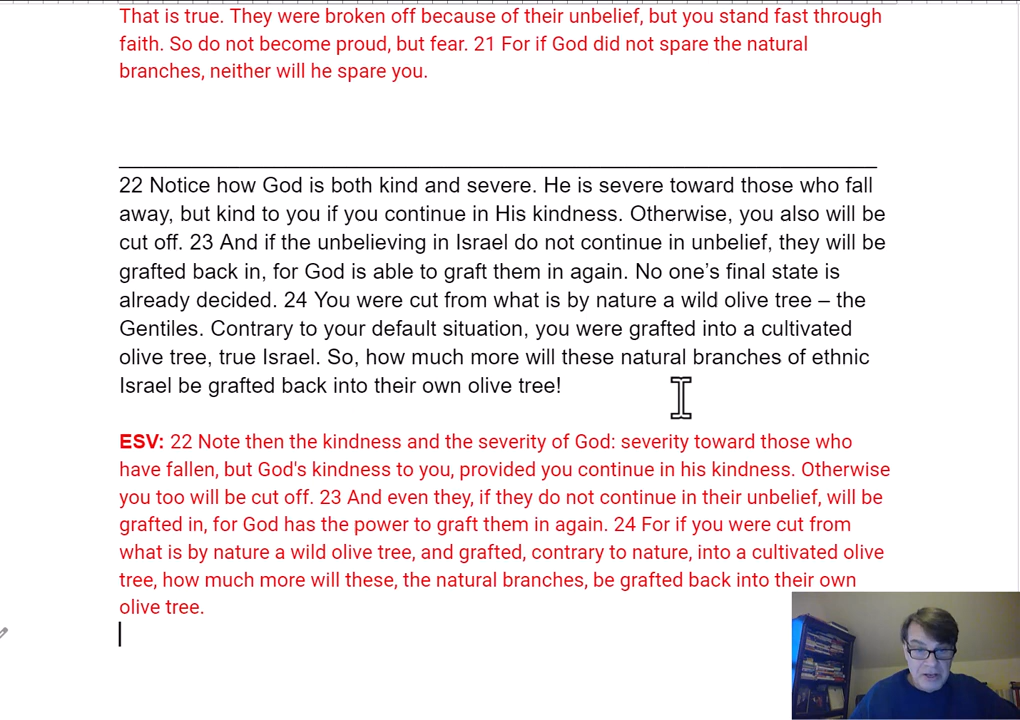 That is true. They were broken off because of their unbelief, but you stand fast through
faith. So do not become proud, but fear. 21 For if God did not spare the natural
branches, neither will he spare you.
22 Notice how God is both kind and severe. He is severe toward those who fall
away, but kind to you if you continue in His kindness. Otherwise, you also will be
cut off. 23 And if the unbelieving in Israel do not continue in unbelief, they will be
grafted back in, for God is able to graft them in again. No one’s final state is
already decided. 24 You were cut from what is by nature a wild olive tree – the
Gentiles. Contrary to your default situation, you were grafted into a cultivated
olive tree, true Israel. So, how much more will these natural branches of ethnic
Israel be grafted back into their own olive tree!
ESV: 22 Note then the kindness and the severity of God: severity toward those who
have fallen, but God's kindness to you, provided you continue in his kindness. Otherwise
you too will be cut off. 23 And even they, if they do not continue in their unbelief, will be
grafted in, for God has the power to graft them in again. 24 For if you were cut from
what is by nature a wild olive tree, and grafted, contrary to nature, into a cultivated olive
tree, how much more will these, the natural branches, be grafted back into their own
olive tree.